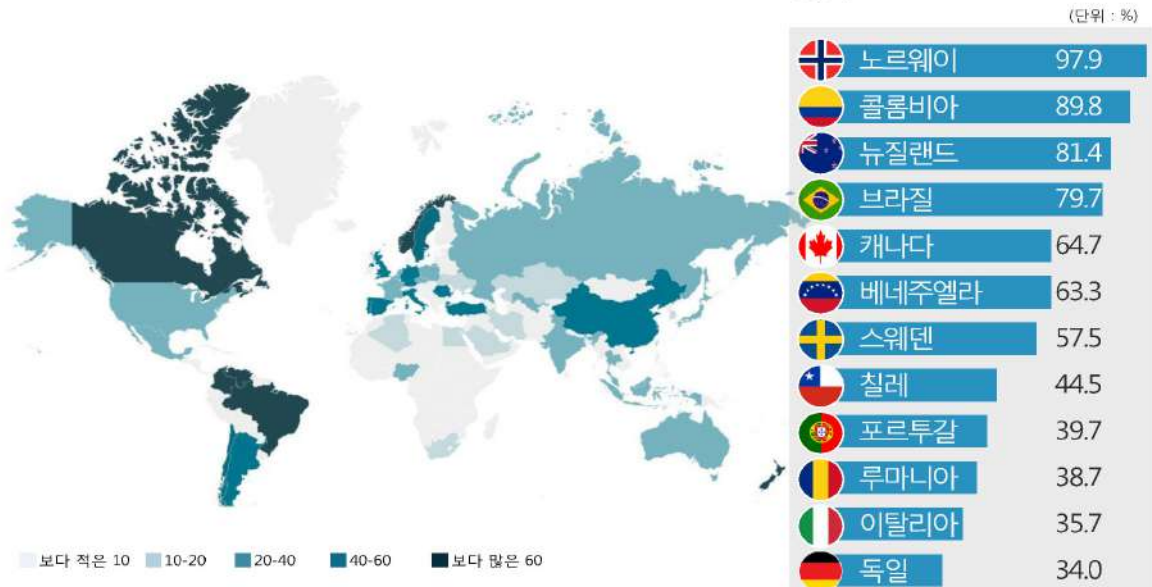 (단위 : %)
노르웨이 97.9
콜롬비아 89.8
뉴질랜드 81.4
브라질 79.7
캐나다 64.7
베네주엘라 63.3
스웨덴 57.5
칠레 44.5
포르투갈 39.7
루마니아 38.7
이탈리아 35.7
독일 34.0
보다 적은 10 10-20 20-40 40-60 보다 많은 60